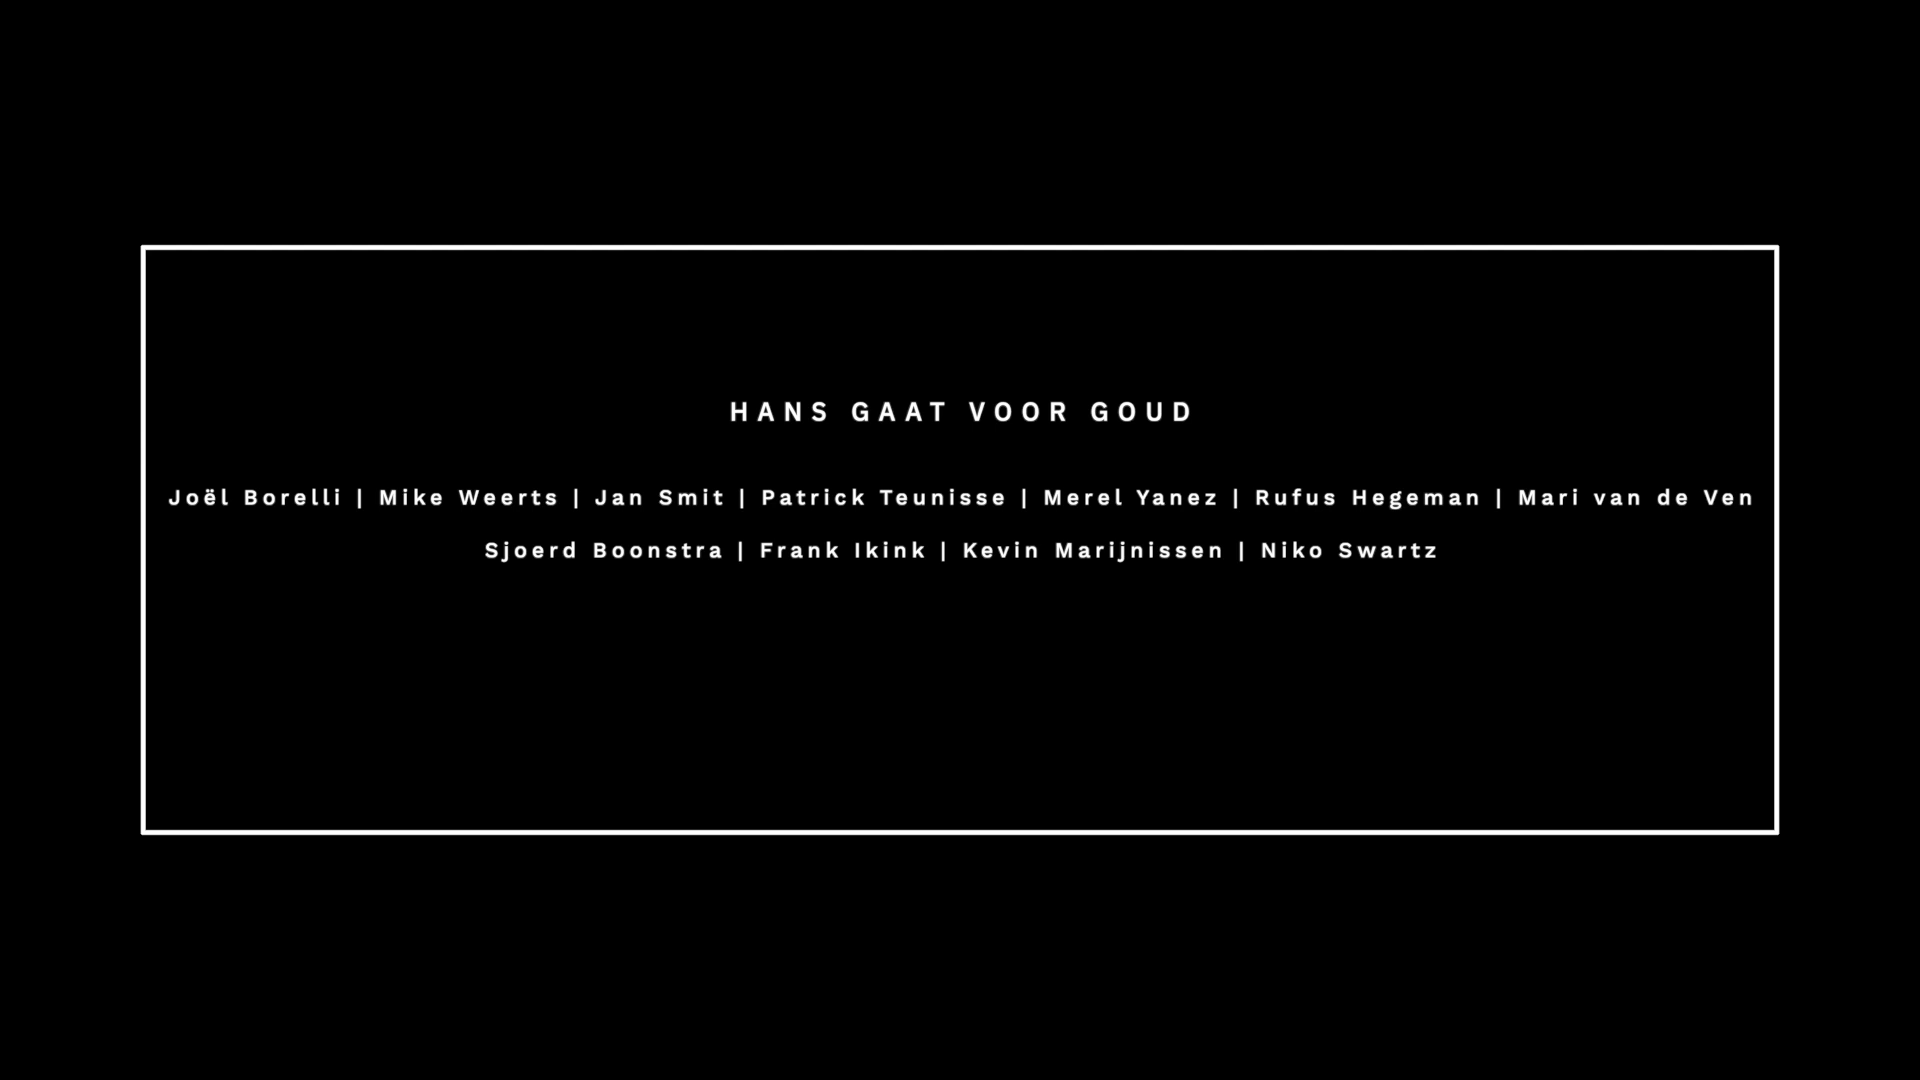 HANS GAAT VOOR GOUD
Joël Borelli | Mike Weerts | Jan Smit | Patrick Teunisse | Merel Yanez | Rufus Hegeman | Mari van de Ven
Sjoerd Boonstra | Frank Ikink | Kevin Marijnissen | Niko Swartz